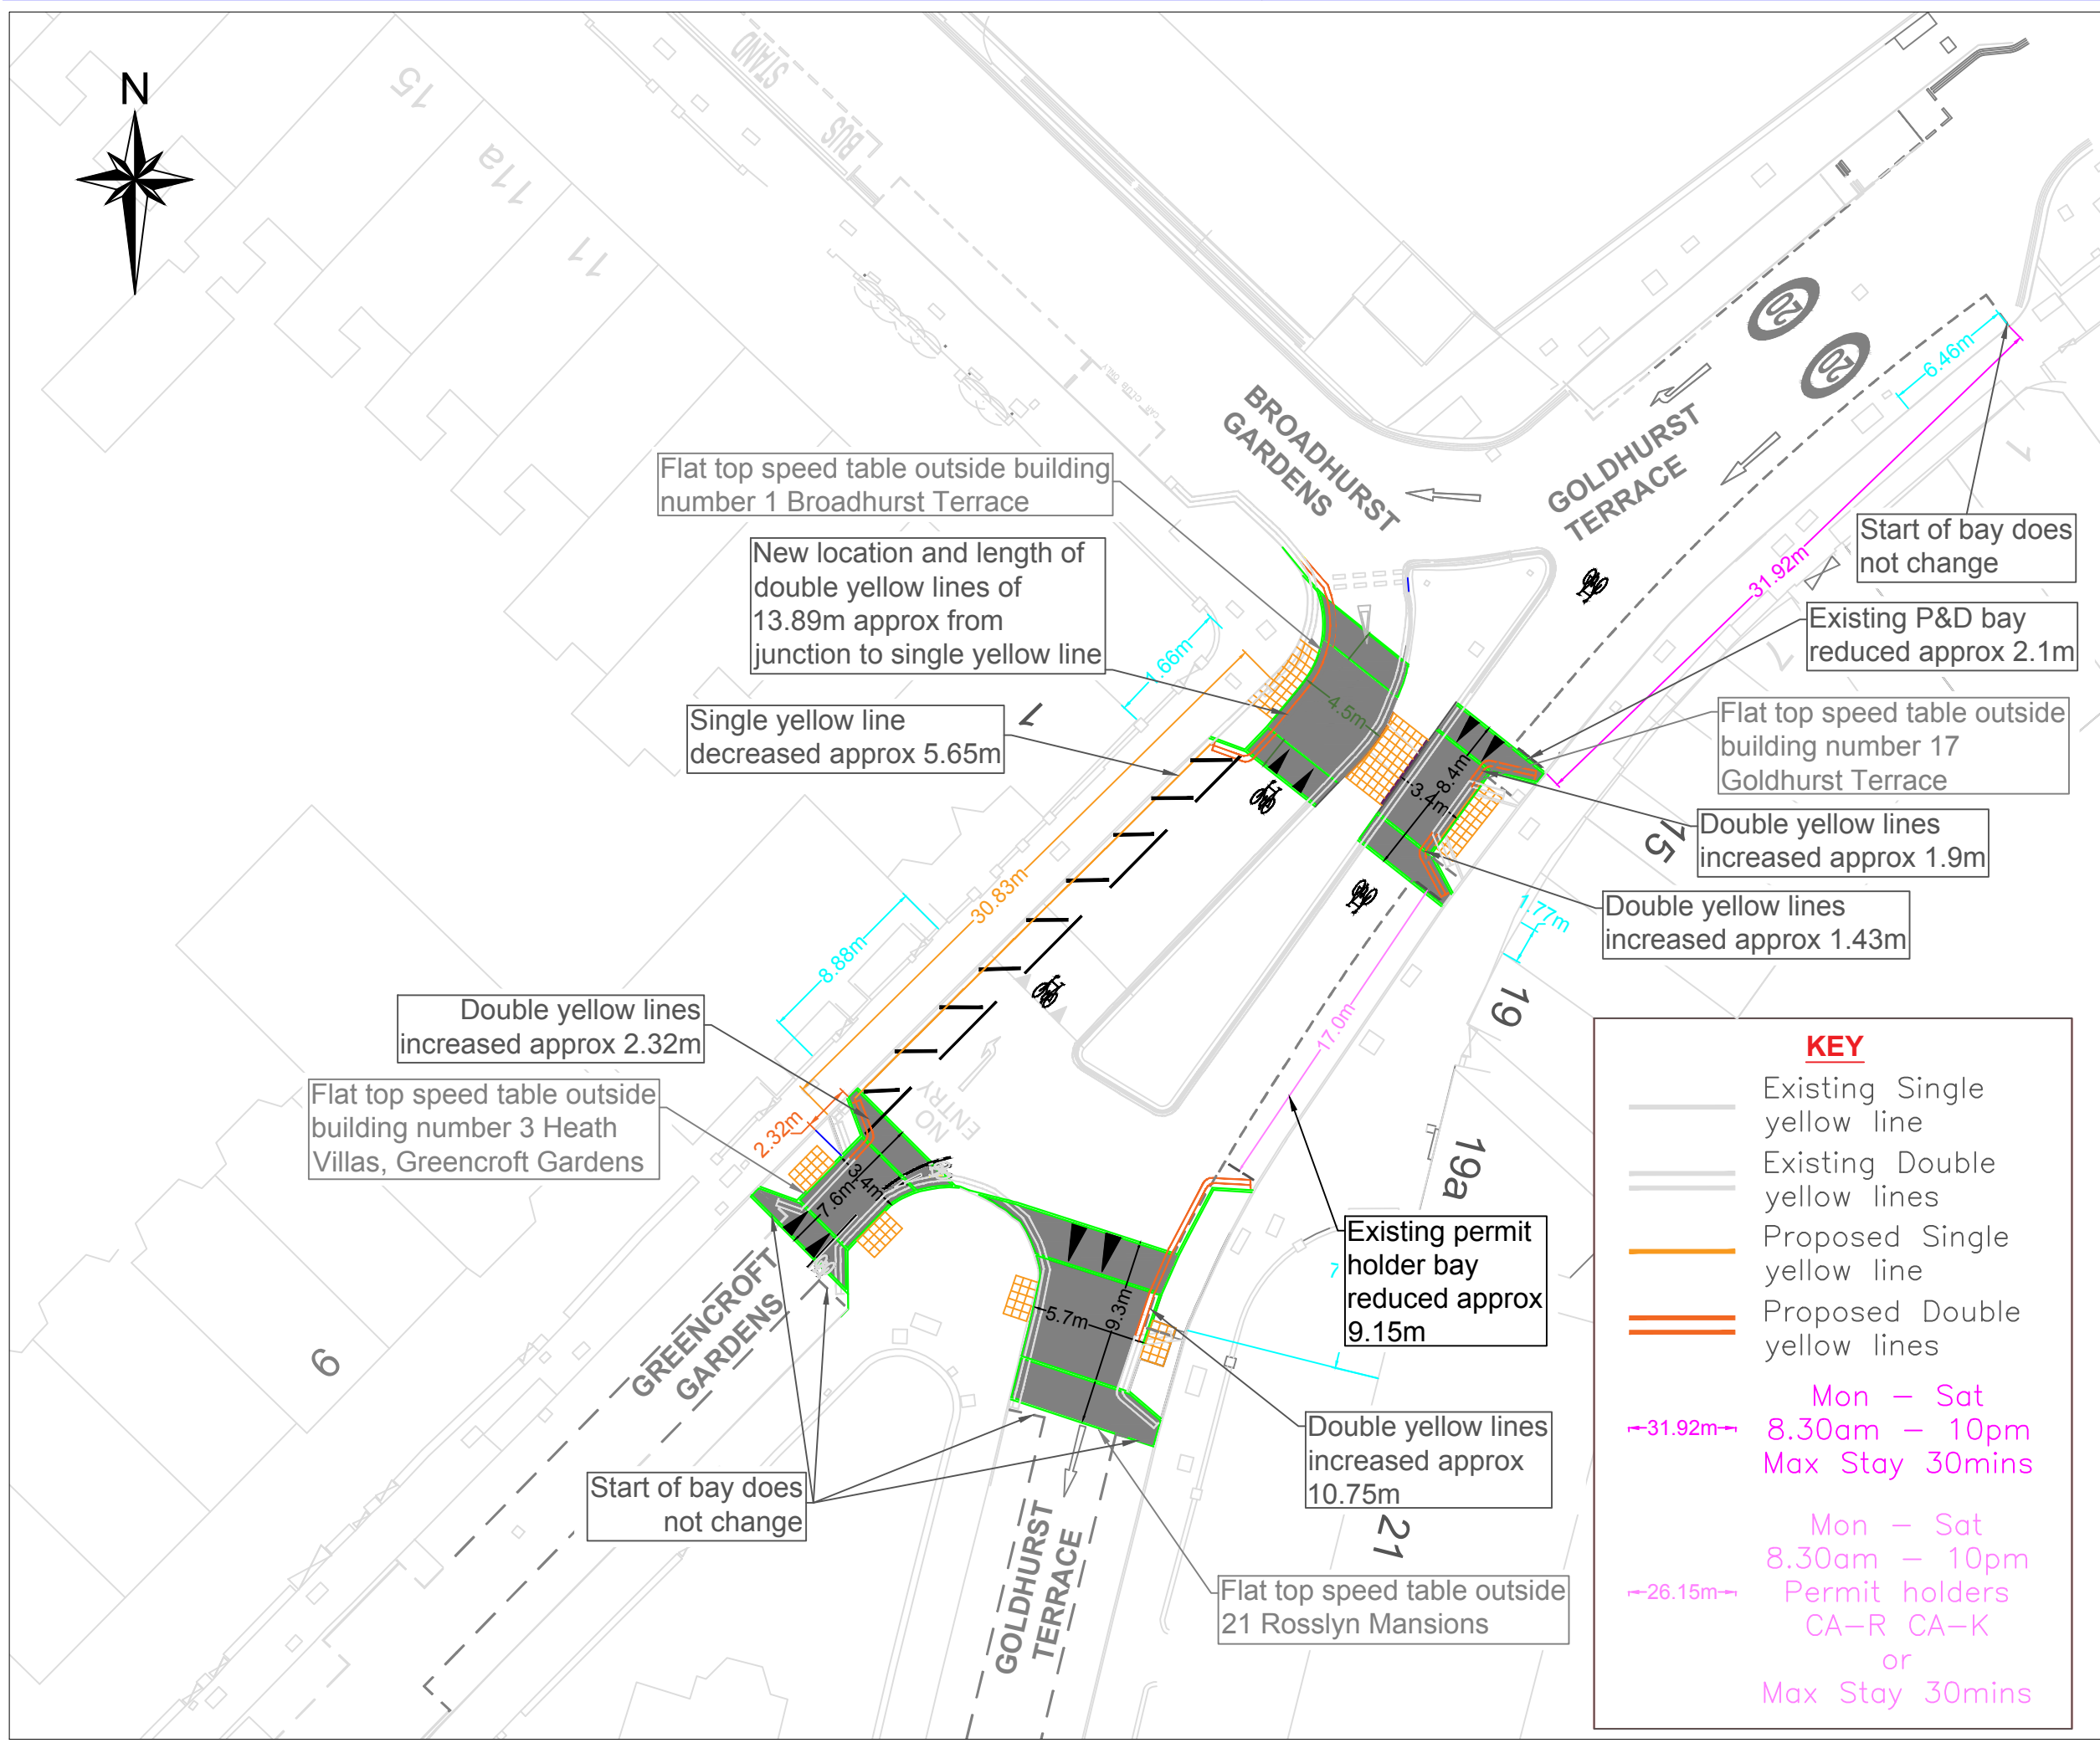 N
15
11a
11
BUS
STAND
20
20
6.46m
BROADHURST
GARDENS
GOLDHURST
TERRACE
1
Flat top speed table outside building
number 1 Broadhurst Terrace
New location and length of
double yellow lines of
13.89m approx from
junction to single yellow line
Start of bay does
not change
31.92m
Existing P&D bay
reduced approx 2.1m
1.66m
7
Single yellow line
decreased approx 5.65m
1
4.5m
Flat top speed table outside
building number 17
Goldhurst Terrace
8.4m
3.4m
Double yellow lines
increased approx 1.9m
15
30.83m
Double yellow lines
increased approx 1.43m
1.77m
8.88m
19
17.0m
Double yellow lines
increased approx 2.32m
Flat top speed table outside
building number 3 Heath
Villas, Greencroft Gardens
2.32m
NO
ENTRY
19a
3.4m
7.6m
Existing permit
holder bay
reduced approx
9.15m
7
GREENCROFT
GARDENS
9
5.7m
9.3m
Double yellow lines
increased approx
10.75m
21
Start of bay does
not change
GOLDHURST
TERRACE
Flat top speed table outside
21 Rosslyn Mansions
KEY
Existing Single
yellow line
Existing Double
yellow lines
Proposed Single
yellow line
Proposed Double
yellow lines
31.92m
Mon – Sat
8.30am – 10pm
Max Stay 30mins
26.15m
Mon – Sat
8.30am – 10pm
Permit holders
CA–R CA–K
or
Max Stay 30mins